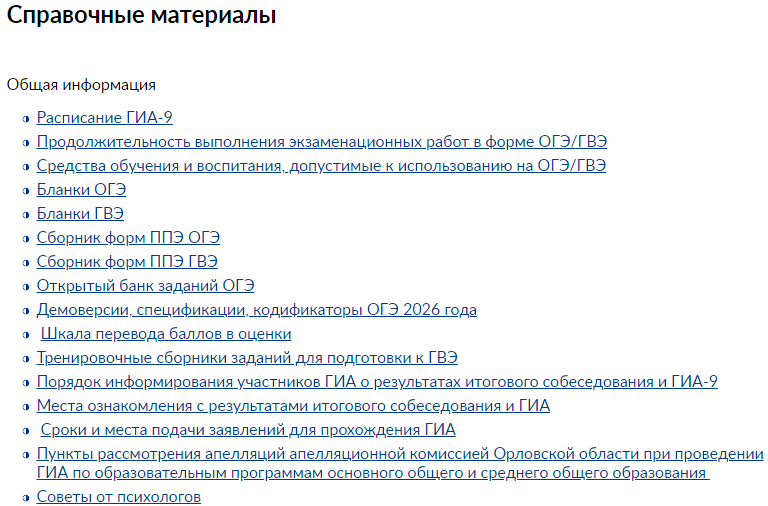 Справочные материалы
Общая информация
Расписание ГИА-9
Продолжительность выполнения экзаменационных работ в форме ОГЭ/ГВЭ
Средства обучения и воспитания, допустимые к использованию на ОГЭ/ГВЭ
Бланки ОГЭ
Бланки ГВЭ
Сборник форм ППЭ ОГЭ
Сборник форм ППЭ ГВЭ
Открытый банк заданий ОГЭ
Демоверсии, спецификации, кодификаторы ОГЭ 2026 года
Шкала перевода баллов в оценки
Тренировочные сборники заданий для подготовки к ГВЭ
Порядок информирования участников ГИА о результатах итогового собеседования и ГИА-9
Места ознакомления с результатами итогового собеседования и ГИА
Сроки и места подачи заявлений для прохождения ГИА
Пункты рассмотрения апелляций апелляционной комиссией Орловской области при проведении
ГИА по образовательным программам основного общего и среднего общего образования
Советы от психологов